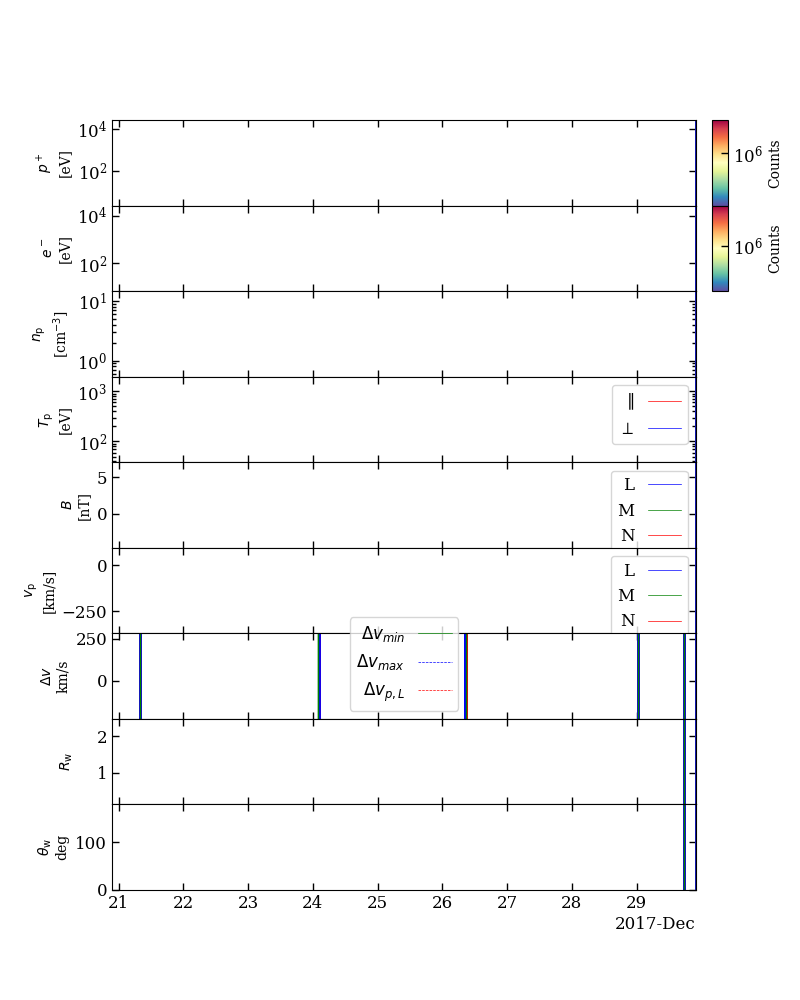 p+
[eV]
10^4
10^2
10^6
Counts
e−
[eV]
10^4
10^2
10^6
Counts
n_p
[cm^−3]
10^1
10^0
T_p
[eV]
10^3
10^2
∥
⊥
B
[nT]
5
0
L
M
N
v_p
[km/s]
0
−250
L
M
N
Δv
km/s
250
0
Δv_min
Δv_max
Δv_p,L
R_w
2
1
θ_w
deg
100
0
21 22 23 24 25 26 27 28 29
2017-Dec